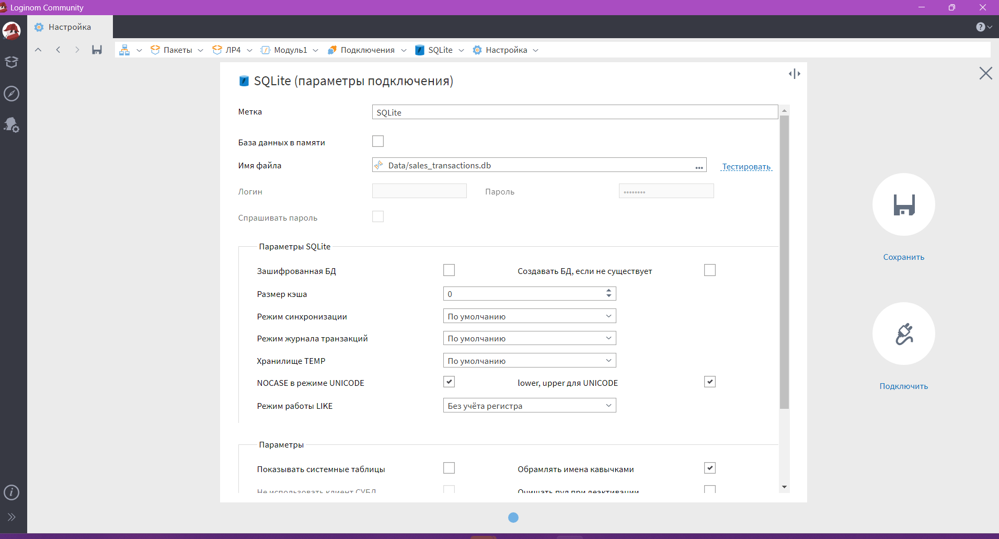 Loginom Community
Настройка
Пакеты ЛР4 Модуль1 Подключения SQLite Настройка
SQLite (параметры подключения)
Метка SQLite
База данных в памяти
Имя файла Data/sales_transactions.db ... Тестировать
Логин Пароль ••••••••
Спрашивать пароль
Параметры SQLite
Зашифрованная БД Создавать БД, если не существует
Размер кэша 0
Режим синхронизации По умолчанию
Режим журнала транзакций По умолчанию
Хранилище TEMP По умолчанию
NOCASE в режиме UNICODE lower, upper для UNICODE
Режим работы LIKE Без учёта регистра
Параметры
Показывать системные таблицы Обрамлять имена кавычками
Не использовать клиент СУБД Очищать пул при деактивации
Сохранить
Подключить